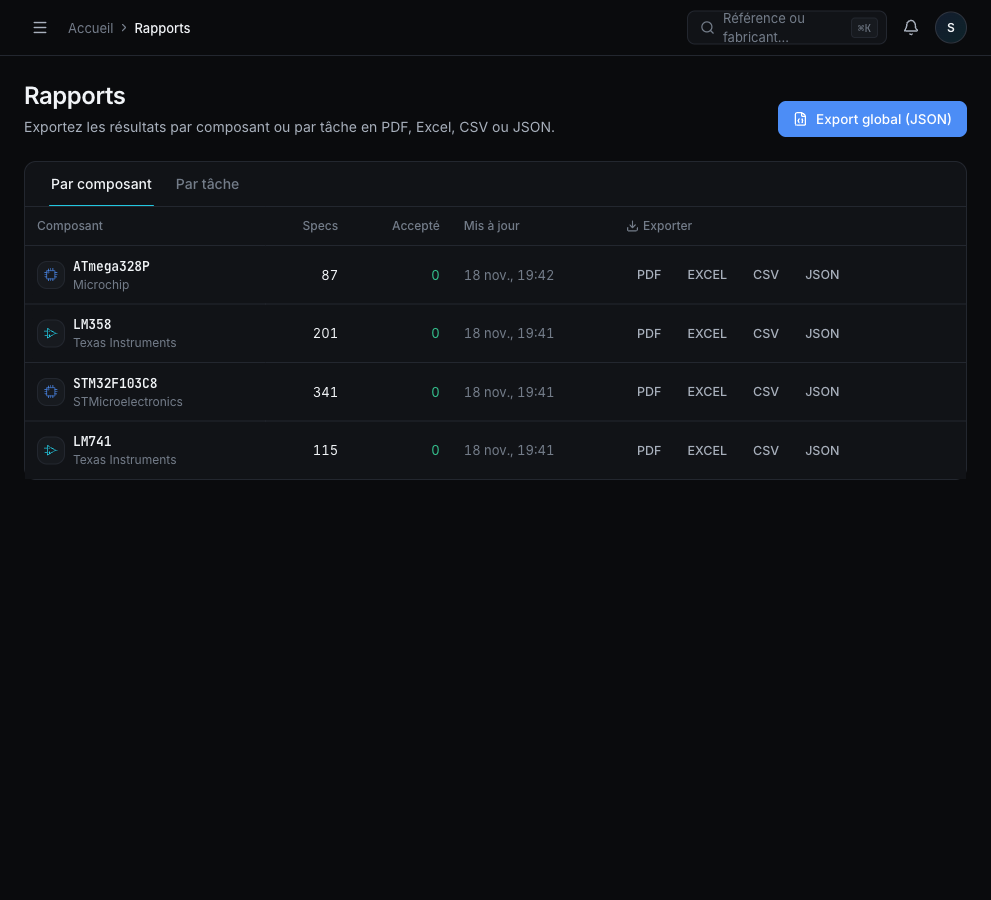 Accueil > Rapports
Référence ou
fabricant...
⌘K
S
Rapports
Exportez les résultats par composant ou par tâche en PDF, Excel, CSV ou JSON.
Export global (JSON)
Par composant Par tâche
Composant Specs Accepté Mis à jour Exporter
ATmega328P
Microchip
87 0 18 nov., 19:42 PDF EXCEL CSV JSON
LM358
Texas Instruments
201 0 18 nov., 19:41 PDF EXCEL CSV JSON
STM32F103C8
STMicroelectronics
341 0 18 nov., 19:41 PDF EXCEL CSV JSON
LM741
Texas Instruments
115 0 18 nov., 19:41 PDF EXCEL CSV JSON